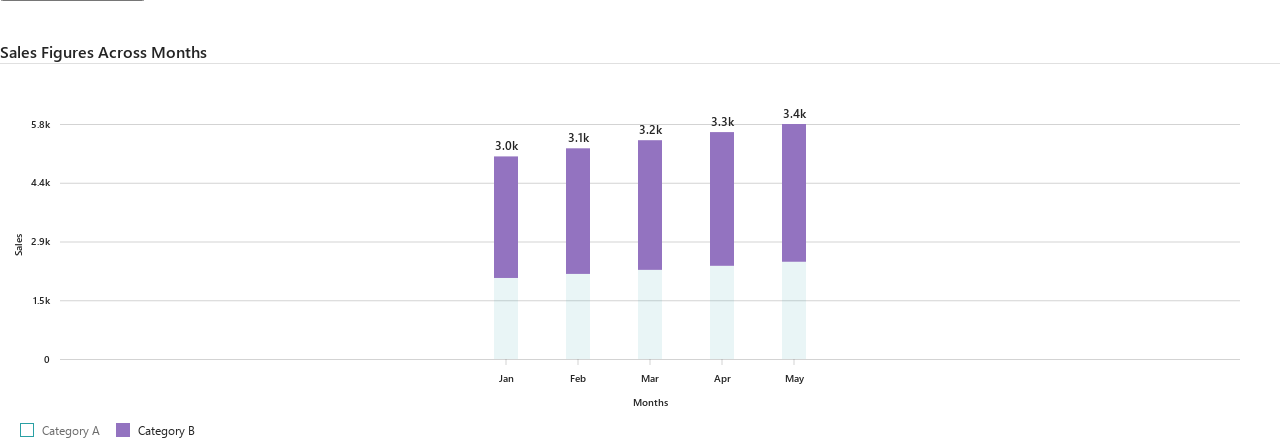 Sales Figures Across Months
3.0k
3.1k
3.2k
3.3k
3.4k
5.8k
4.4k
2.9k
1.5k
0
Sales
Jan
Feb
Mar
Apr
May
Months
Category A
Category B